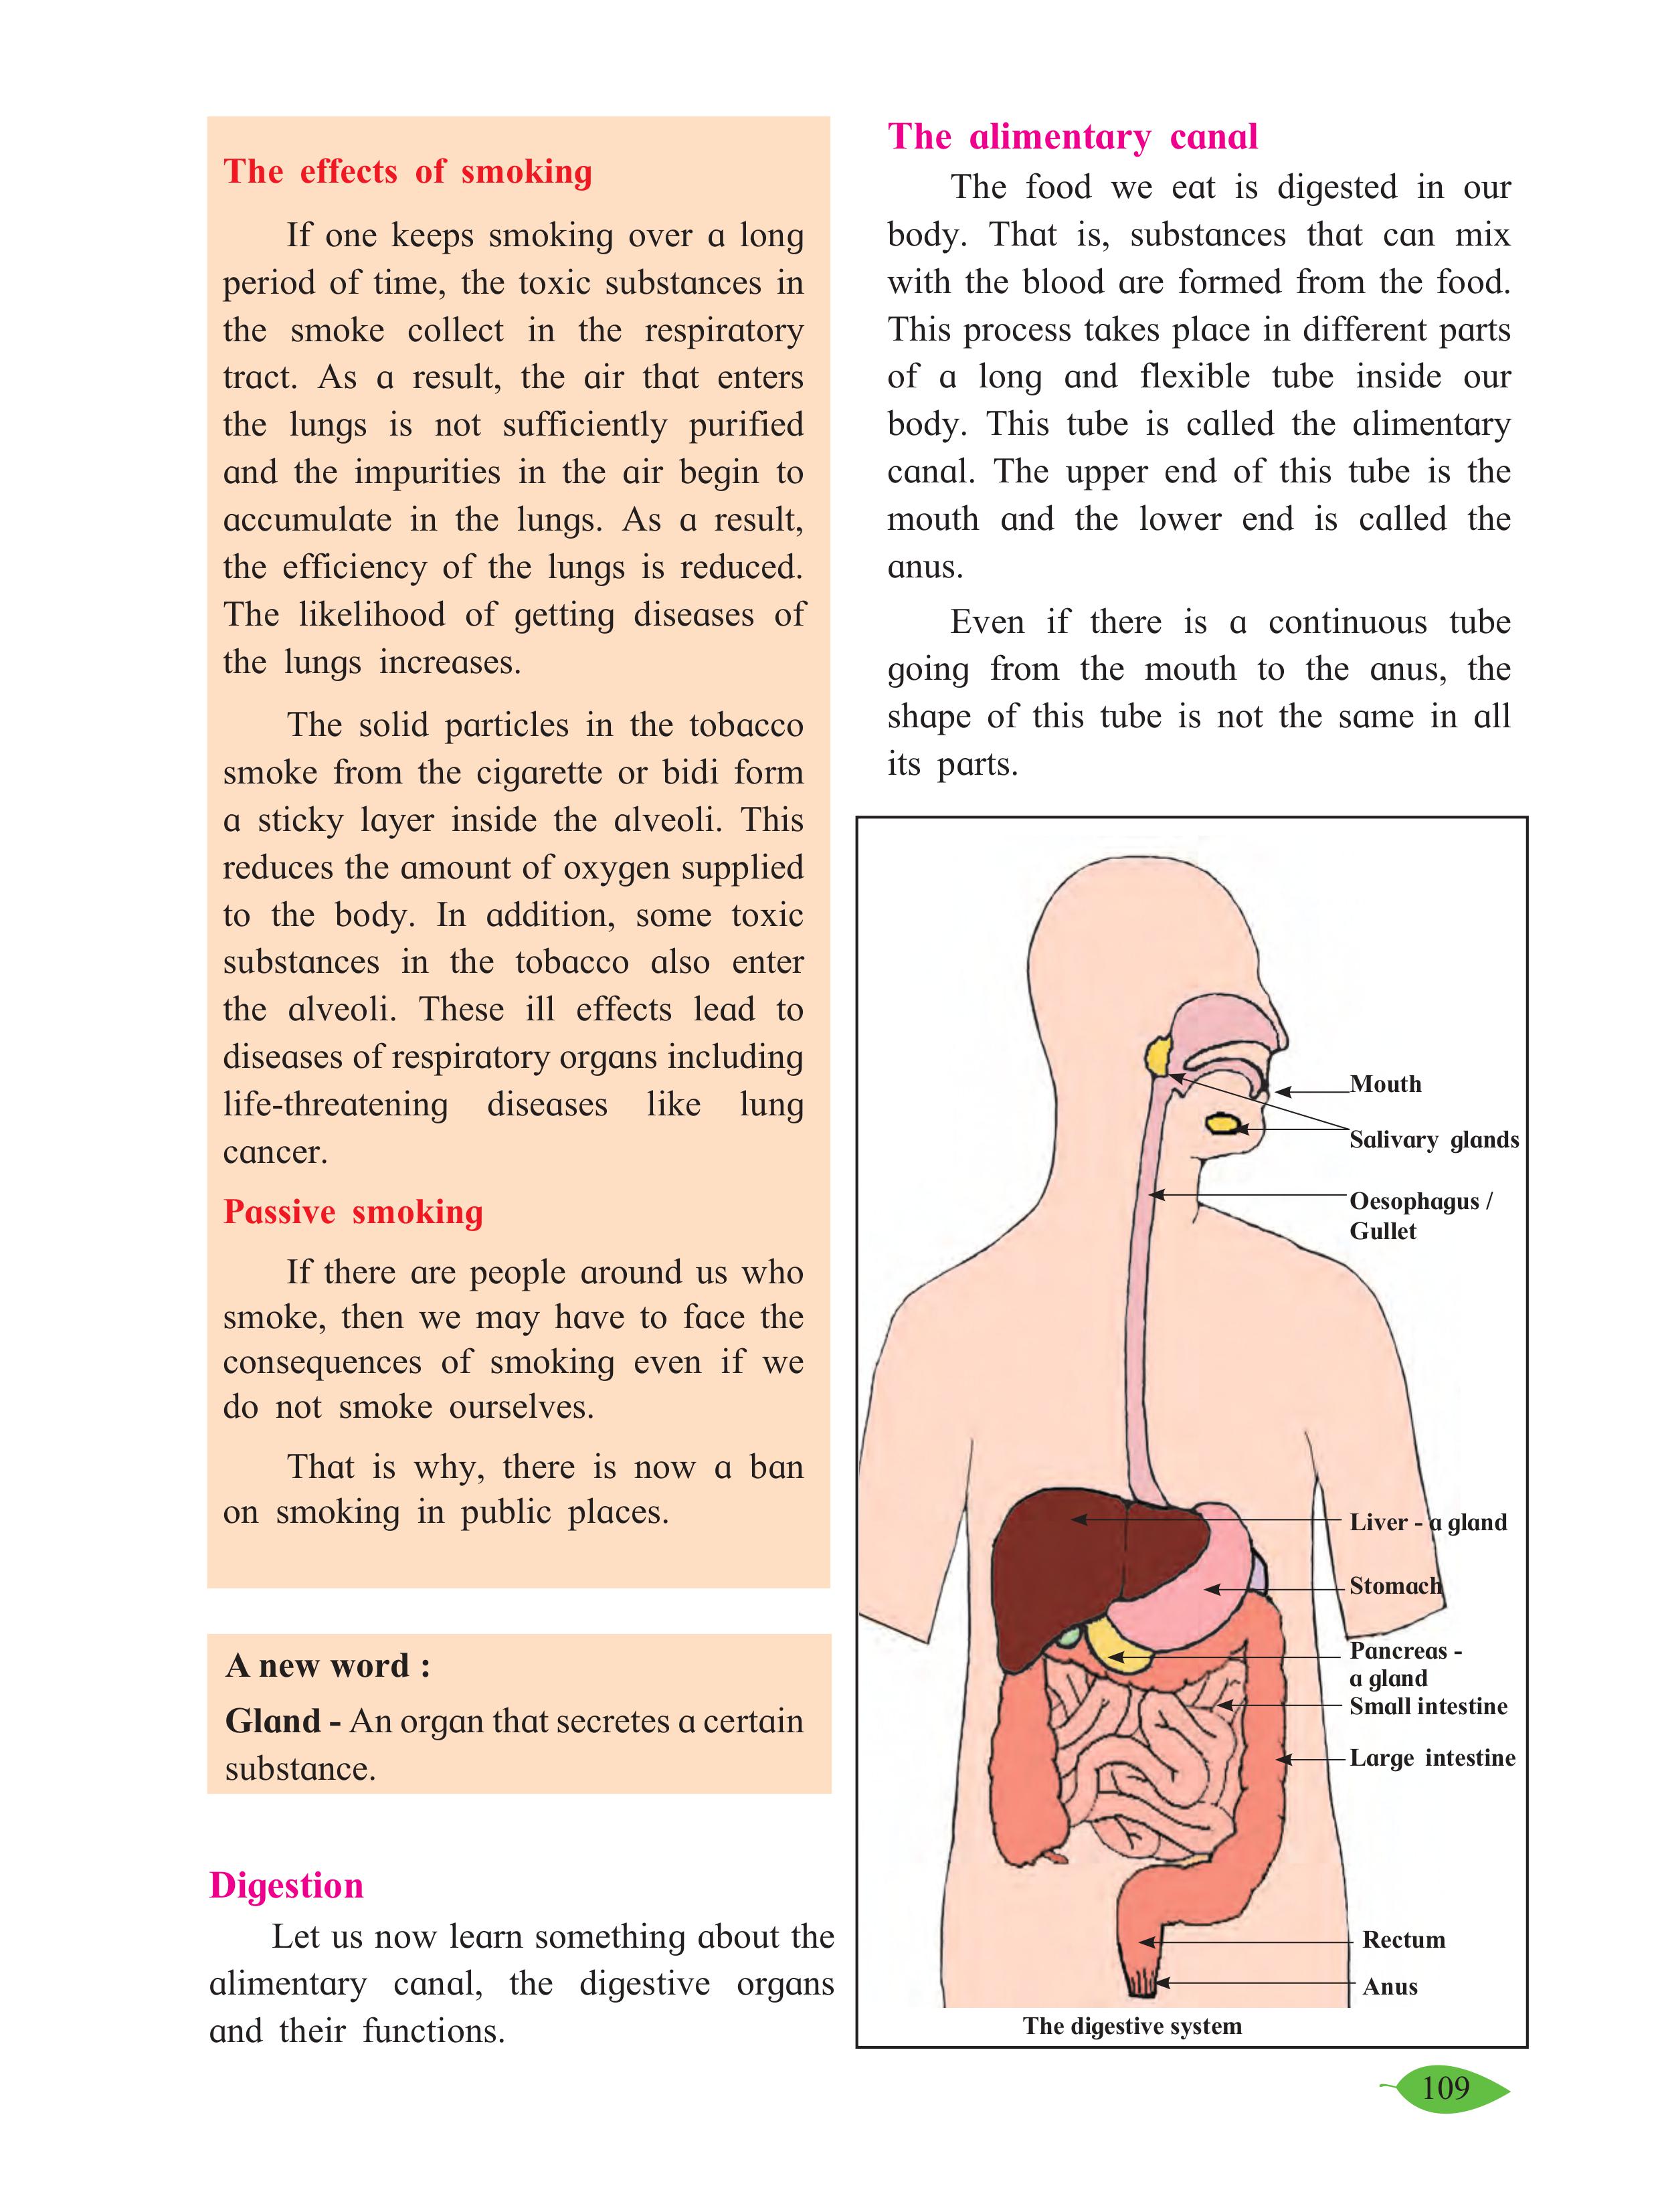 The effects of smoking
If one keeps smoking over a long
period of time, the toxic substances in
the smoke collect in the respiratory
tract. As a result, the air that enters
the lungs is not sufficiently purified
and the impurities in the air begin to
accumulate in the lungs. As a result,
the efficiency of the lungs is reduced.
The likelihood of getting diseases of
the lungs increases.
The solid particles in the tobacco
smoke from the cigarette or bidi form
a sticky layer inside the alveoli. This
reduces the amount of oxygen supplied
to the body. In addition, some toxic
substances in the tobacco also enter
the alveoli. These ill effects lead to
diseases of respiratory organs including
life-threatening diseases like lung
cancer.
Passive smoking
If there are people around us who
smoke, then we may have to face the
consequences of smoking even if we
do not smoke ourselves.
That is why, there is now a ban
on smoking in public places.
A new word :
Gland - An organ that secretes a certain
substance.
Digestion
Let us now learn something about the
alimentary canal, the digestive organs
and their functions.
The alimentary canal
The food we eat is digested in our
body. That is, substances that can mix
with the blood are formed from the food.
This process takes place in different parts
of a long and flexible tube inside our
body. This tube is called the alimentary
canal. The upper end of this tube is the
mouth and the lower end is called the
anus.
Even if there is a continuous tube
going from the mouth to the anus, the
shape of this tube is not the same in all
its parts.
Mouth
Salivary glands
Oesophagus /
Gullet
Liver - a gland
Stomach
Pancreas -
a gland
Small intestine
Large intestine
Rectum
Anus
The digestive system
109